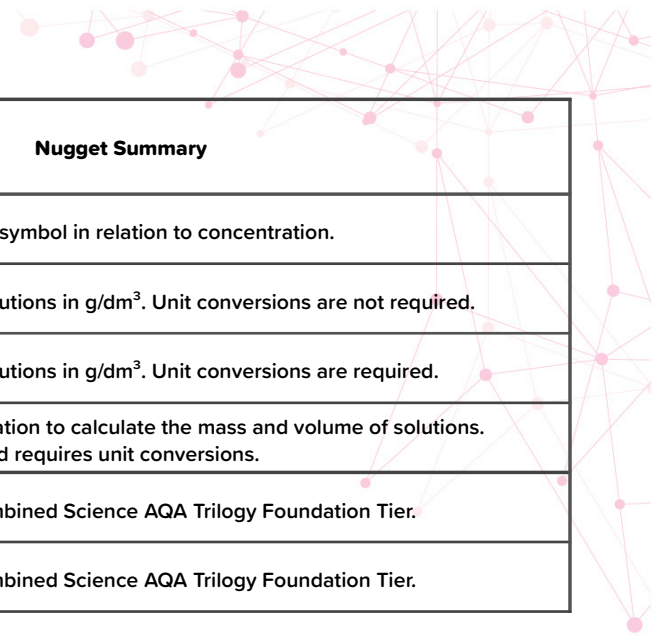 Nugget Summary
symbol in relation to concentration.
utions in g/dm³. Unit conversions are not required.
utions in g/dm³. Unit conversions are required.
ation to calculate the mass and volume of solutions.
d requires unit conversions.
nbined Science AQA Trilogy Foundation Tier.
nbined Science AQA Trilogy Foundation Tier.